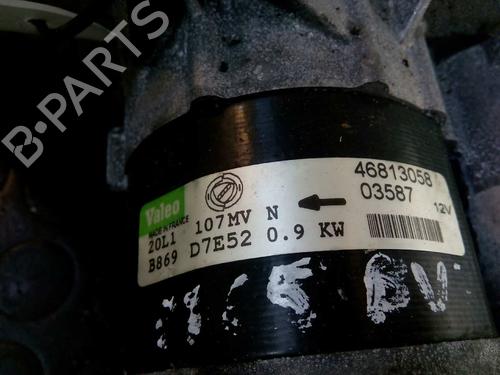 B-PARTS
Valeo
MADE IN FRANCE
46813058
03587
12V
20L1 107MV N
B869 D7E52 0.9 KW